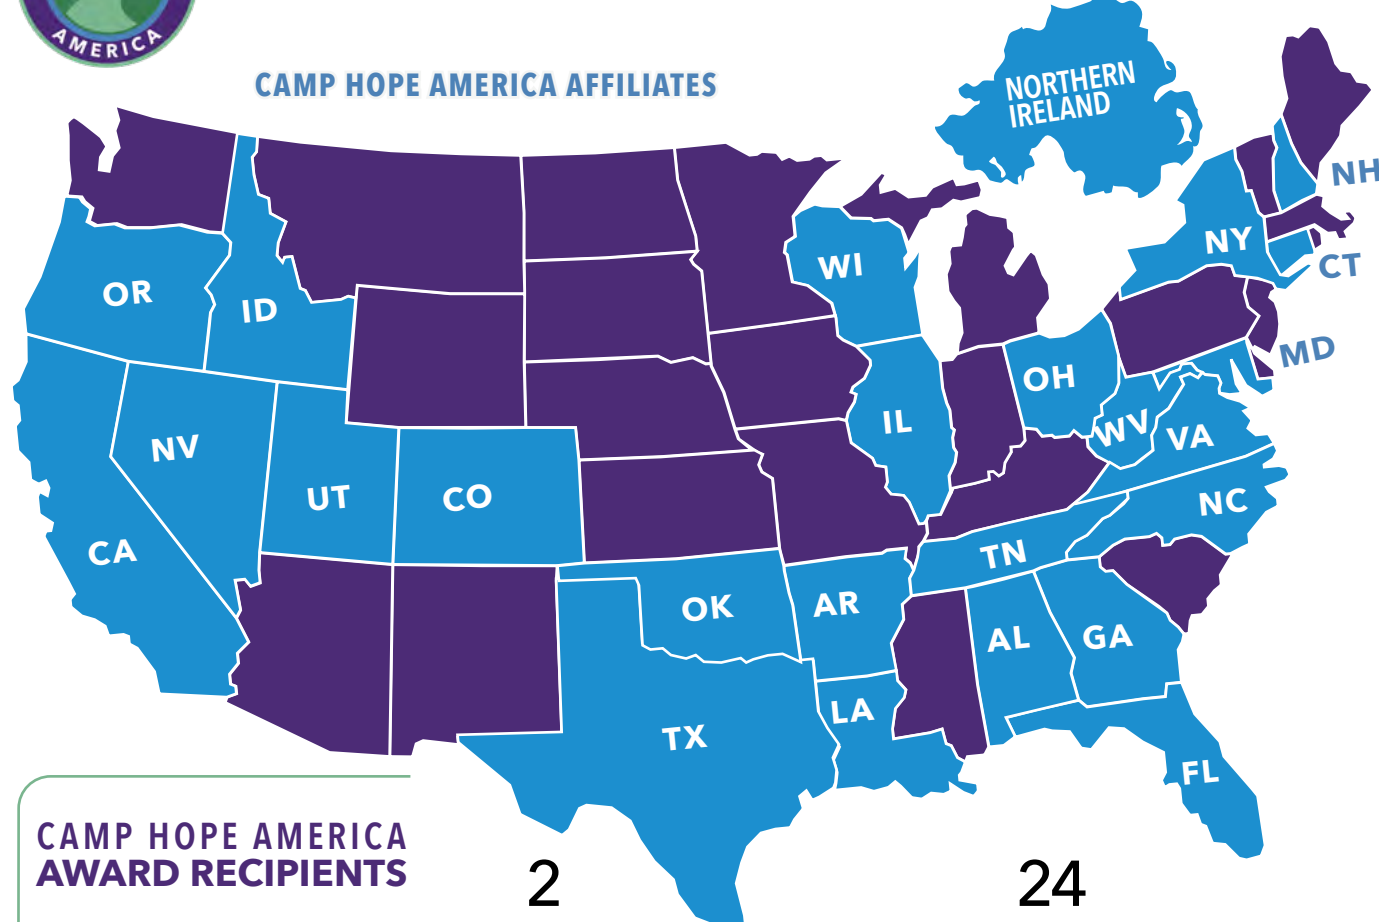 AMERICA
CAMP HOPE AMERICA AFFILIATES
NORTHERN
IRELAND
NH
NY
CT
WI
OR
ID
MD
OH
IL
WV
VA
NV
UT
CO
NC
CA
TN
OK
AR
AL
GA
LA
TX
FL
CAMP HOPE AMERICA
AWARD RECIPIENTS
2
24